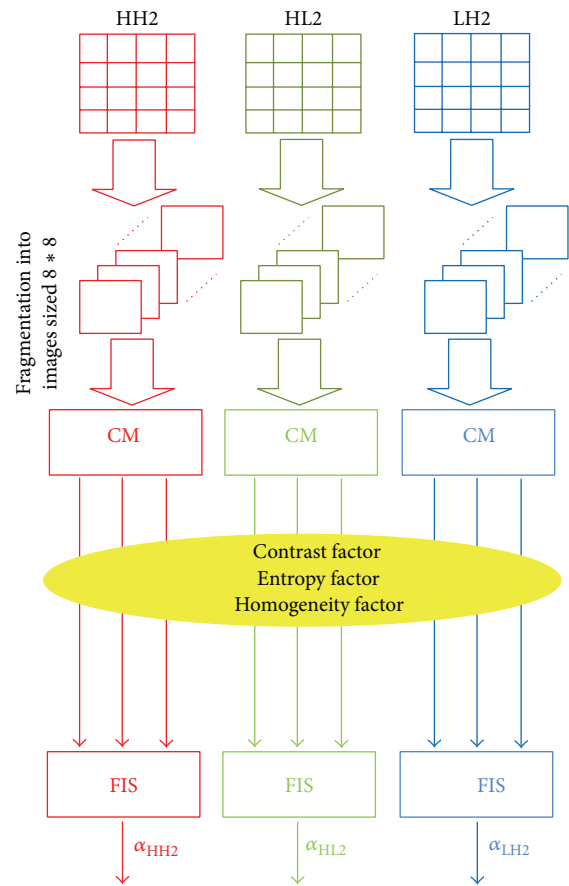 HH2
HL2
LH2
Fragmentation into
images sized 8 * 8
CM
CM
CM
Contrast factor
Entropy factor
Homogeneity factor
FIS
FIS
FIS
αHH2
αHL2
αLH2